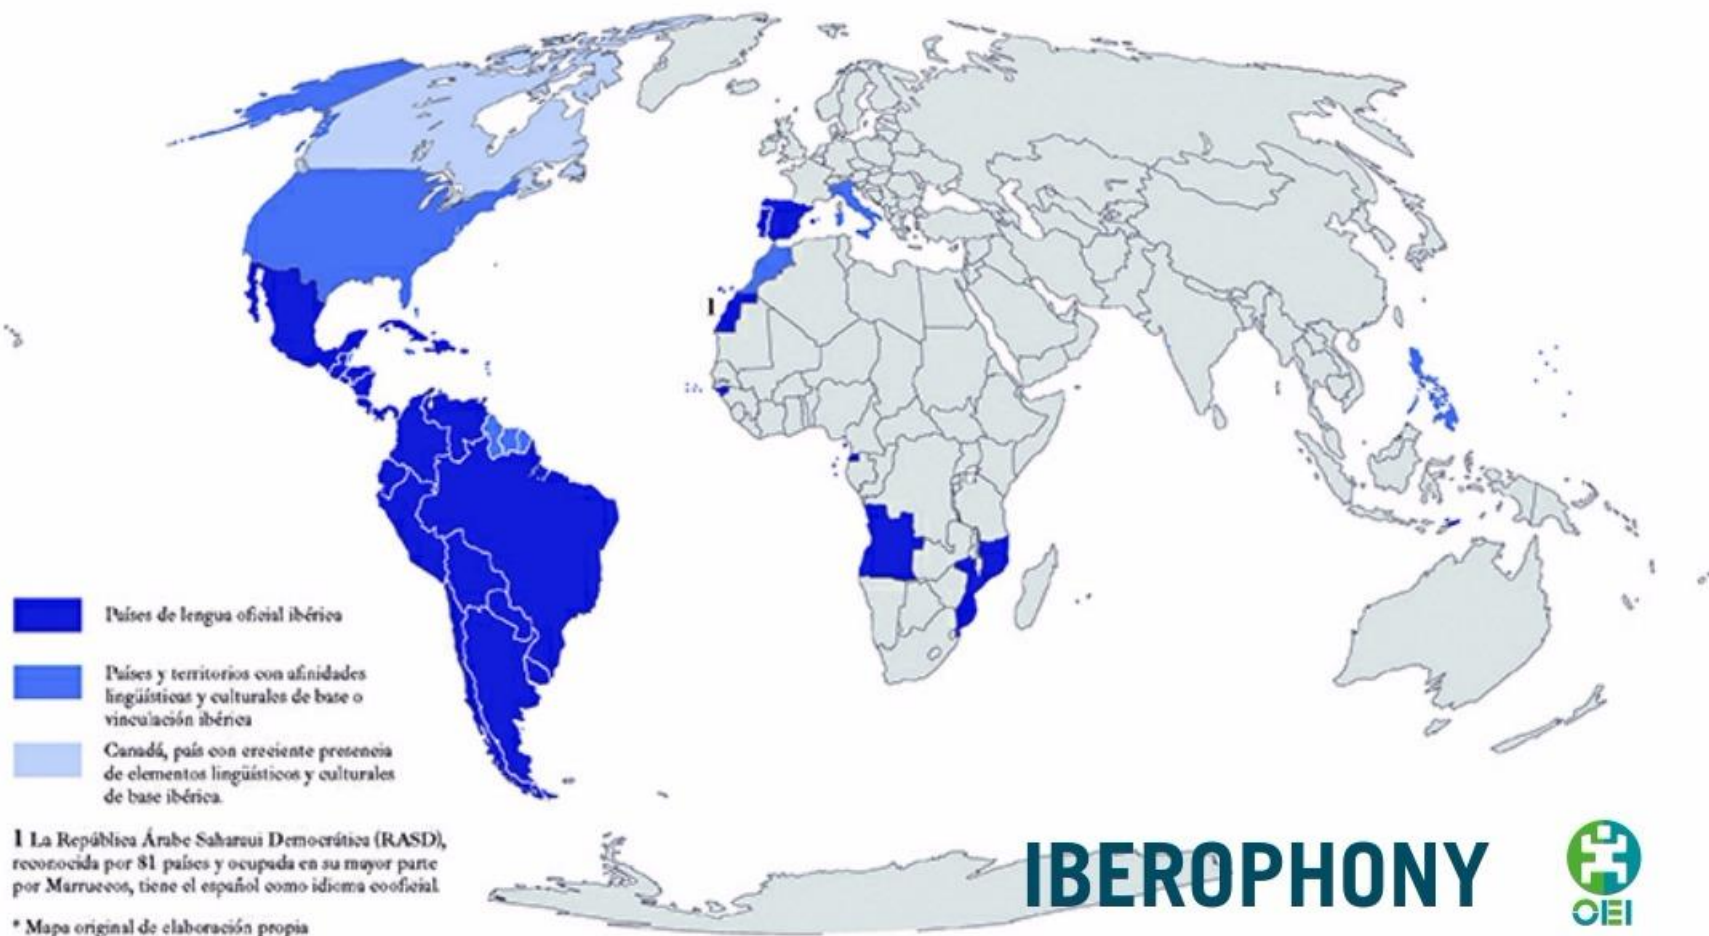 1
Países de lengua oficial ibérica
Países y territorios con afinidades
lingüísticas y culturales de base o
vinculación ibérica
Canadá, país con creciente presencia
de elementos lingüísticos y culturales
de base ibérica.
1 La República Árabe Saharaui Democrática (RASD),
reconocida por 81 países y ocupada en su mayor parte
por Marruecos, tiene el español como idioma cooficial.
* Mapa original de elaboración propia
IBEROPHONY
OEI